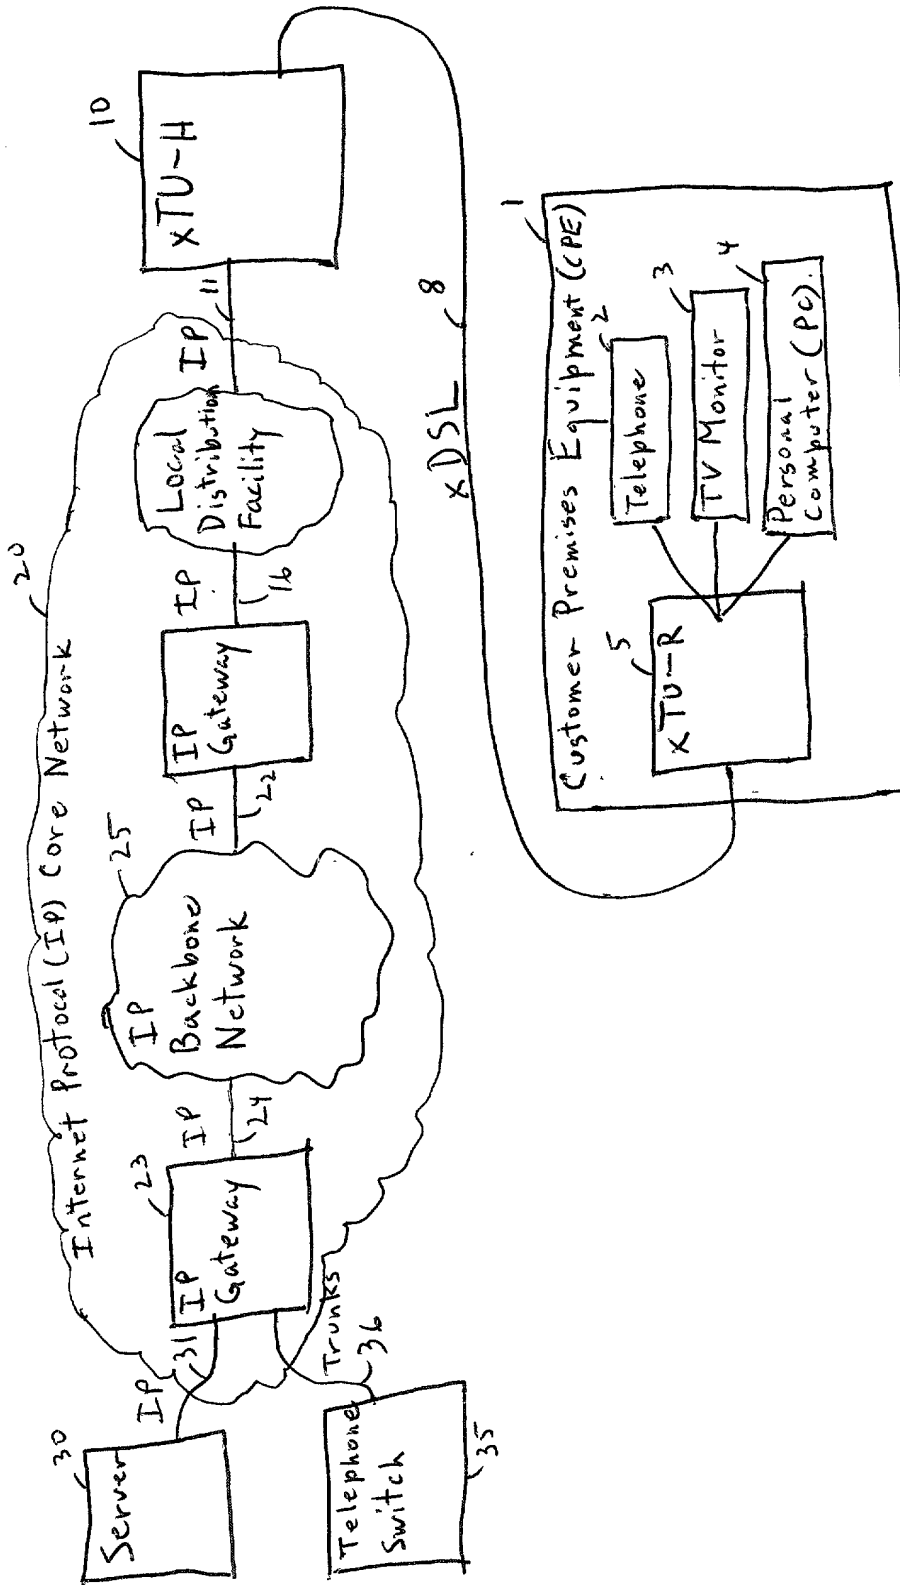 Internet Protocol (IP) Core Network
20
Server
30
IP
31
Telephone
Switch
35
Trunks
36
IP
Gateway
23
IP
24
IP
Backbone
Network
25
IP
22
IP
Gateway
IP
16
Local
Distribution
Facility
IP
11
xTU-H
10
xDSL
8
Customer Premises Equipment (CPE)
1
xTU-R
5
Telephone
2
TV Monitor
3
Personal
Computer (PC).
4